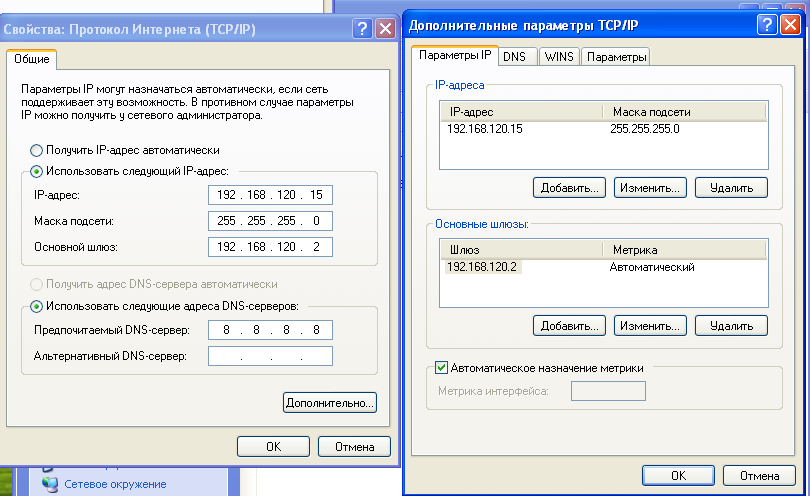 Свойства: Протокол Интернета (TCP/IP)
Общие
Параметры IP могут назначаться автоматически, если сеть
поддерживает эту возможность. В противном случае параметры
IP можно получить у сетевого администратора.
Получить IP-адрес автоматически
Использовать следующий IP-адрес:
IP-адрес:
192 . 168 . 120 . 15
Маска подсети:
255 . 255 . 255 . 0
Основной шлюз:
192 . 168 . 120 . 2
Получить адрес DNS-сервера автоматически
Использовать следующие адреса DNS-серверов:
Предпочитаемый DNS-сервер:
8 . 8 . 8 . 8
Альтернативный DNS-сервер:
. . .
Дополнительно...
ОК
Отмена
Сетевое окружение
Дополнительные параметры TCP/IP
Параметры IP
DNS
WINS
Параметры
IP-адреса
IP-адрес
Маска подсети
192.168.120.15
255.255.255.0
Добавить...
Изменить...
Удалить
Основные шлюзы:
Шлюз
Метрика
192.168.120.2
Автоматический
Добавить...
Изменить...
Удалить
Автоматическое назначение метрики
Метрика интерфейса:
ОК
Отмена